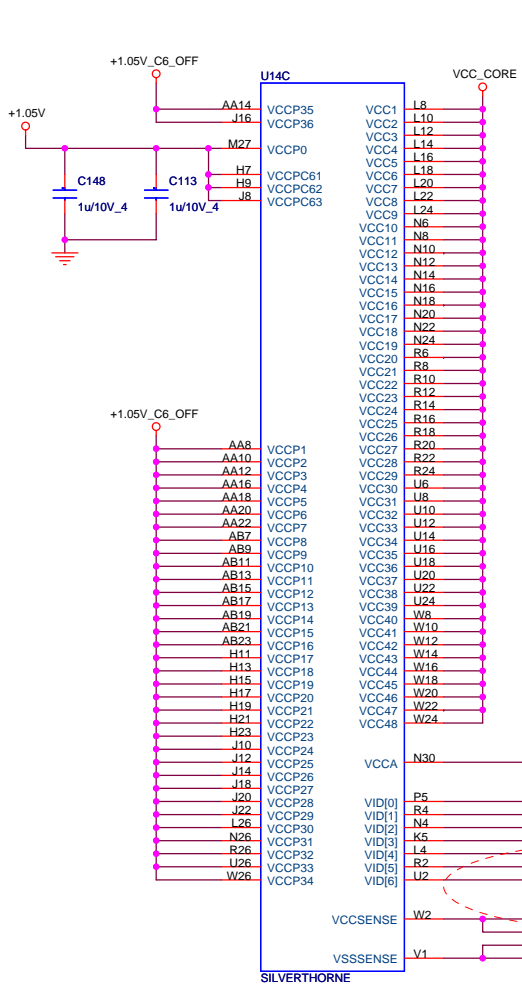 +1.05V_C6_OFF
U14C
VCC_CORE
+1.05V
AA14 VCCP35 VCC1 L8
J16 VCCP36 VCC2 L10
VCC3 L12
M27 VCCP0 VCC4 L14
VCC5 L16
H7 VCCPC61 VCC6 L18
H9 VCCPC62 VCC7 L20
J8 VCCPC63 VCC8 L22
VCC9 L24
C148
1u/10V_4
C113
1u/10V_4
VCC10 N6
VCC11 N8
VCC12 N10
VCC13 N12
VCC14 N14
VCC15 N16
VCC16 N18
VCC17 N20
VCC18 N22
VCC19 N24
VCC20 R6
VCC21 R8
VCC22 R10
VCC23 R12
VCC24 R14
VCC25 R16
VCC26 R18
+1.05V_C6_OFF
AA8 VCCP1 VCC27 R20
AA10 VCCP2 VCC28 R22
AA12 VCCP3 VCC29 R24
AA16 VCCP4 VCC30 U6
AA18 VCCP5 VCC31 U8
AA20 VCCP6 VCC32 U10
AA22 VCCP7 VCC33 U12
AB7 VCCP8 VCC34 U14
AB9 VCCP9 VCC35 U16
AB11 VCCP10 VCC36 U18
AB13 VCCP11 VCC37 U20
AB15 VCCP12 VCC38 U22
AB17 VCCP13 VCC39 U24
AB19 VCCP14 VCC40 W8
AB21 VCCP15 VCC41 W10
AB23 VCCP16 VCC42 W12
H11 VCCP17 VCC43 W14
H13 VCCP18 VCC44 W16
H15 VCCP19 VCC45 W18
H17 VCCP20 VCC46 W20
H19 VCCP21 VCC47 W22
H21 VCCP22 VCC48 W24
H23 VCCP23
J10 VCCP24
J12 VCCP25 VCCA N30
J14 VCCP26
J18 VCCP27
J20 VCCP28 VID[0] P5
J22 VCCP29 VID[1] R4
L26 VCCP30 VID[2] N4
N26 VCCP31 VID[3] K5
R26 VCCP32 VID[4] L4
U26 VCCP33 VID[5] R2
W26 VCCP34 VID[6] U2
VCCSENSE W2
VSSSENSE V1
SILVERTHORNE